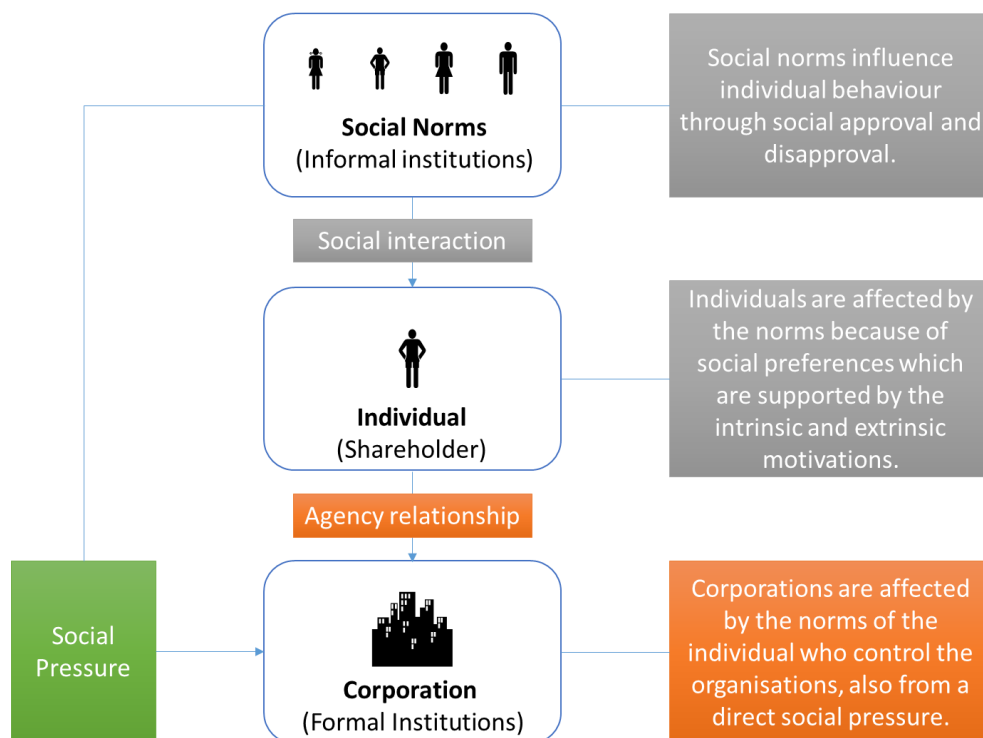 Social Norms
(Informal institutions)
Social norms influence
individual behaviour
through social approval and
disapproval.
Social interaction
Individual
(Shareholder)
Individuals are affected by
the norms because of
social preferences which
are supported by the
intrinsic and extrinsic
motivations.
Agency relationship
Social
Pressure
Corporation
(Formal Institutions)
Corporations are affected
by the norms of the
individual who control the
organisations, also from a
direct social pressure.